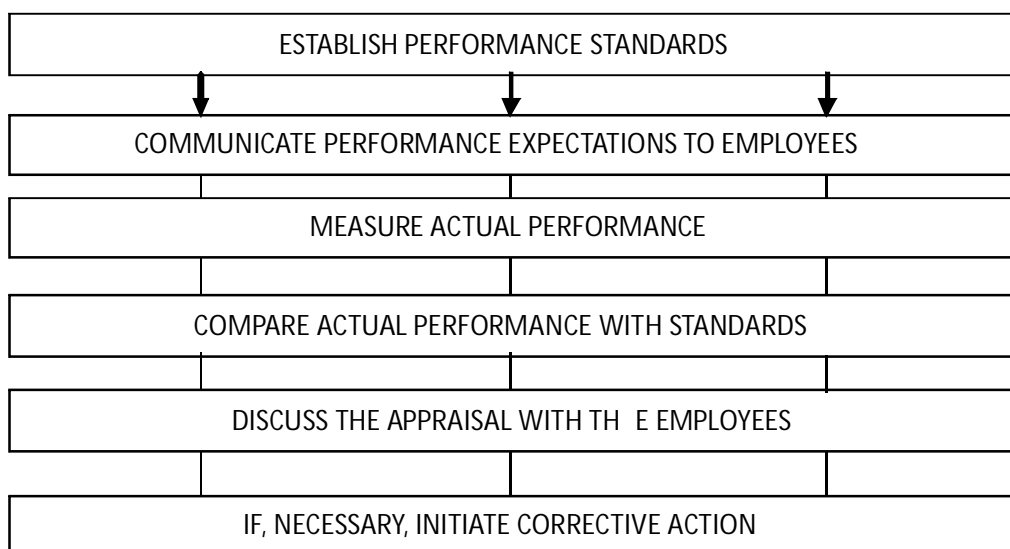 ESTABLISH PERFORMANCE STANDARDS
COMMUNICATE PERFORMANCE EXPECTATIONS TO EMPLOYEES
MEASURE ACTUAL PERFORMANCE
COMPARE ACTUAL PERFORMANCE WITH STANDARDS
DISCUSS THE APPRAISAL WITH TH E EMPLOYEES
IF, NECESSARY, INITIATE CORRECTIVE ACTION